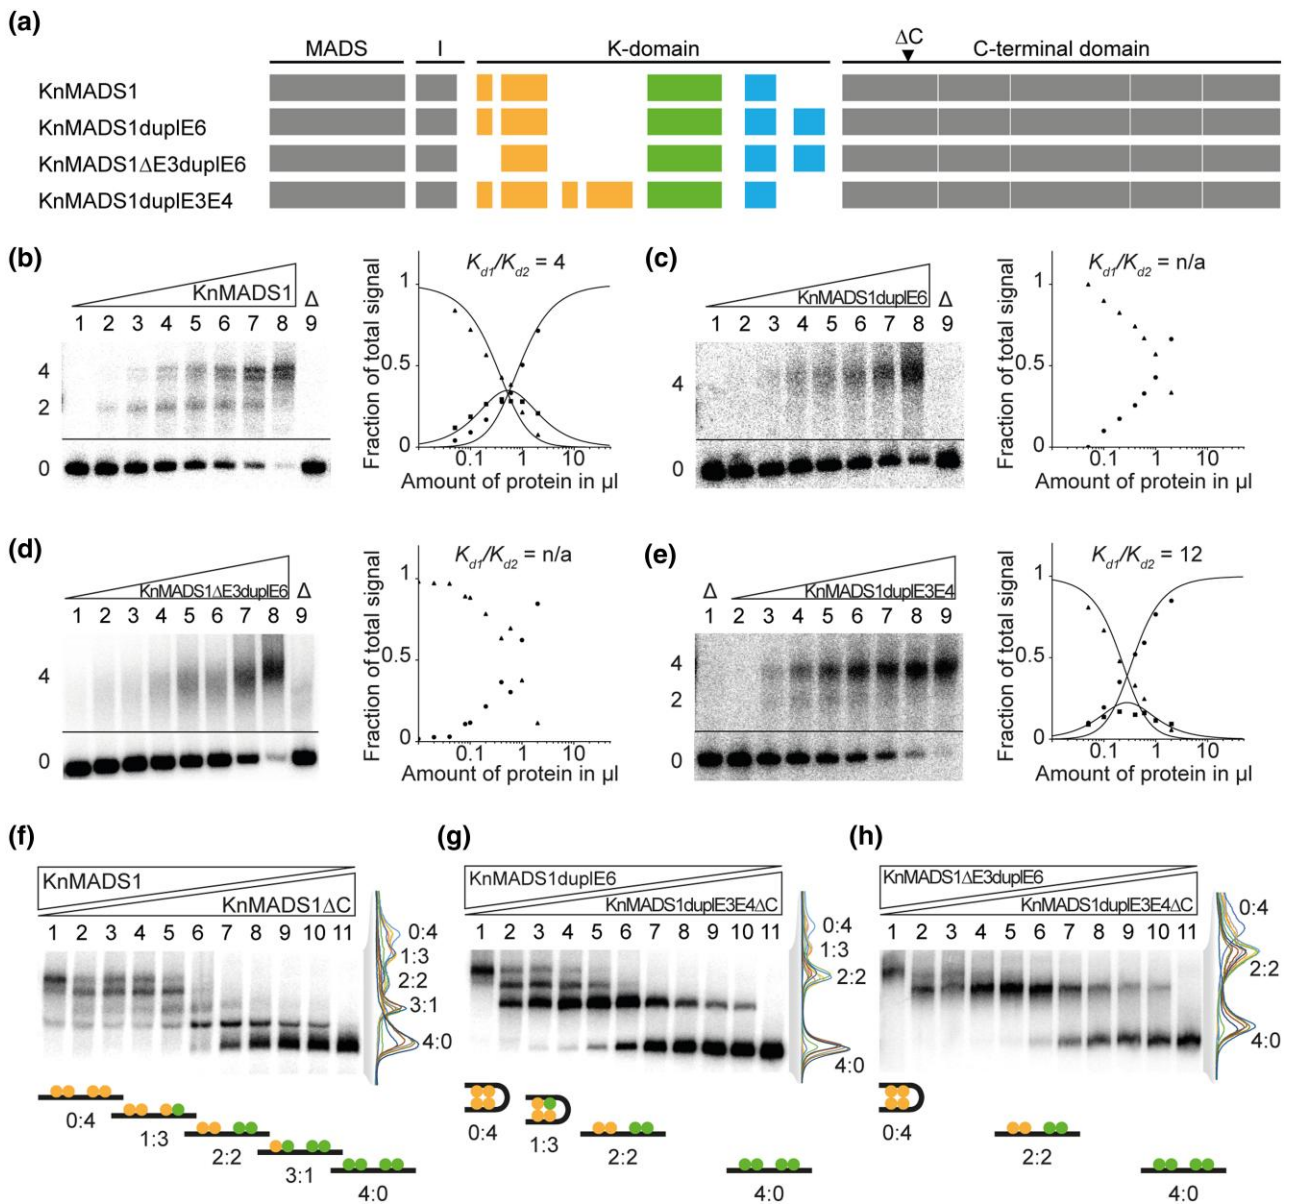 (a)
MADS I K-domain ΔC C-terminal domain
KnMADS1
KnMADS1duplE6
KnMADS1ΔE3duplE6
KnMADS1duplE3E4
(b)
KnMADS1 Δ
1 2 3 4 5 6 7 8 9
4
2
0
Kd1/Kd2 = 4
Fraction of total signal
1
0.5
0
0.1 1 10
Amount of protein in µl
(c)
KnMADS1duplE6 Δ
1 2 3 4 5 6 7 8 9
4
0
Kd1/Kd2 = n/a
Fraction of total signal
1
0.5
0
0.1 1 10
Amount of protein in µl
(d)
KnMADS1ΔE3duplE6 Δ
1 2 3 4 5 6 7 8 9
4
0
Kd1/Kd2 = n/a
Fraction of total signal
1
0.5
0
0.1 1 10
Amount of protein in µl
(e)
Δ KnMADS1duplE3E4
1 2 3 4 5 6 7 8 9
4
2
0
Kd1/Kd2 = 12
Fraction of total signal
1
0.5
0
0.1 1 10
Amount of protein in µl
(f)
KnMADS1
KnMADS1ΔC
1 2 3 4 5 6 7 8 9 10 11
0:4
1:3
2:2
3:1
4:0
0:4
1:3
2:2
3:1
4:0
(g)
KnMADS1duplE6
KnMADS1duplE3E4ΔC
1 2 3 4 5 6 7 8 9 10 11
0:4
1:3
2:2
4:0
0:4
1:3
2:2
4:0
(h)
KnMADS1ΔE3duplE6
KnMADS1duplE3E4ΔC
1 2 3 4 5 6 7 8 9 10 11
0:4
2:2
4:0
0:4
2:2
4:0